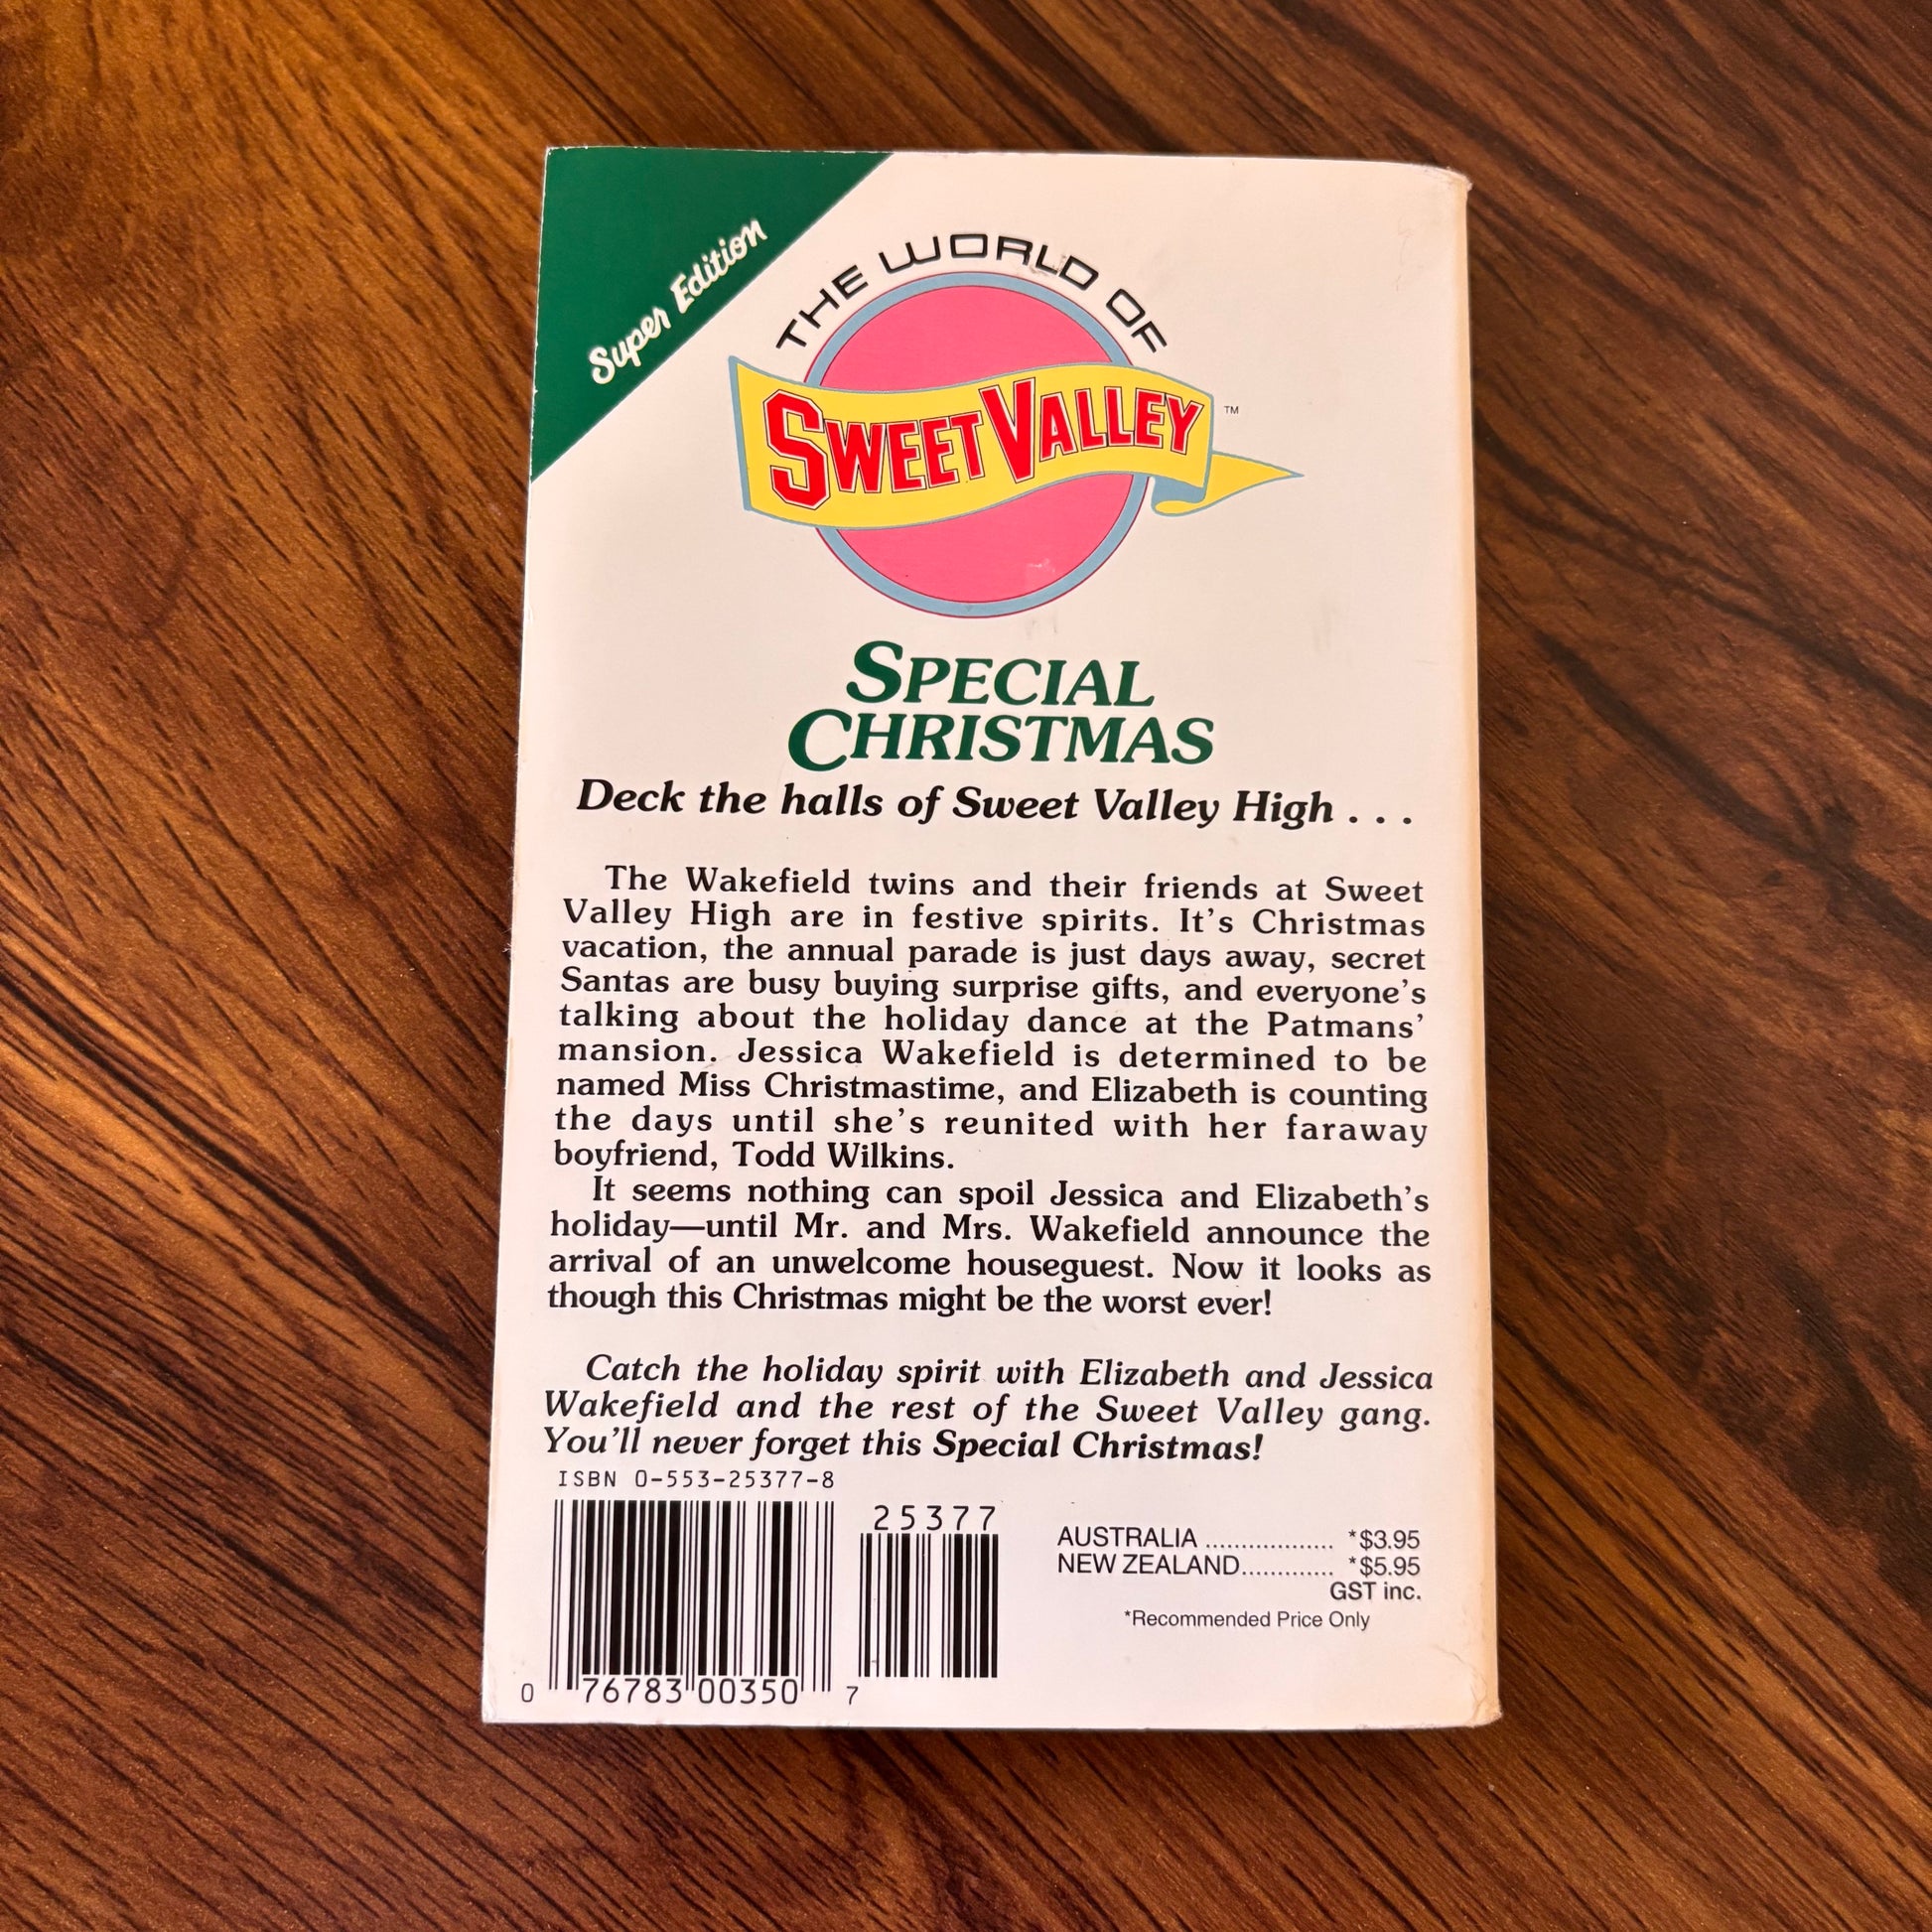 Super Edition
THE WORLD OF
SWEET VALLEY ™
SPECIAL
CHRISTMAS
Deck the halls of Sweet Valley High . . .
The Wakefield twins and their friends at Sweet
Valley High are in festive spirits. It's Christmas
vacation, the annual parade is just days away, secret
Santas are busy buying surprise gifts, and everyone's
talking about the holiday dance at the Patmans'
mansion. Jessica Wakefield is determined to be
named Miss Christmastime, and Elizabeth is counting
the days until she's reunited with her faraway
boyfriend, Todd Wilkins.
It seems nothing can spoil Jessica and Elizabeth's
holiday—until Mr. and Mrs. Wakefield announce the
arrival of an unwelcome houseguest. Now it looks as
though this Christmas might be the worst ever!
Catch the holiday spirit with Elizabeth and Jessica
Wakefield and the rest of the Sweet Valley gang.
You'll never forget this Special Christmas!
ISBN 0-553-25377-8
25377
0 76783 00350 7
AUSTRALIA .................. *$3.95
NEW ZEALAND............. *$5.95
GST inc.
*Recommended Price Only